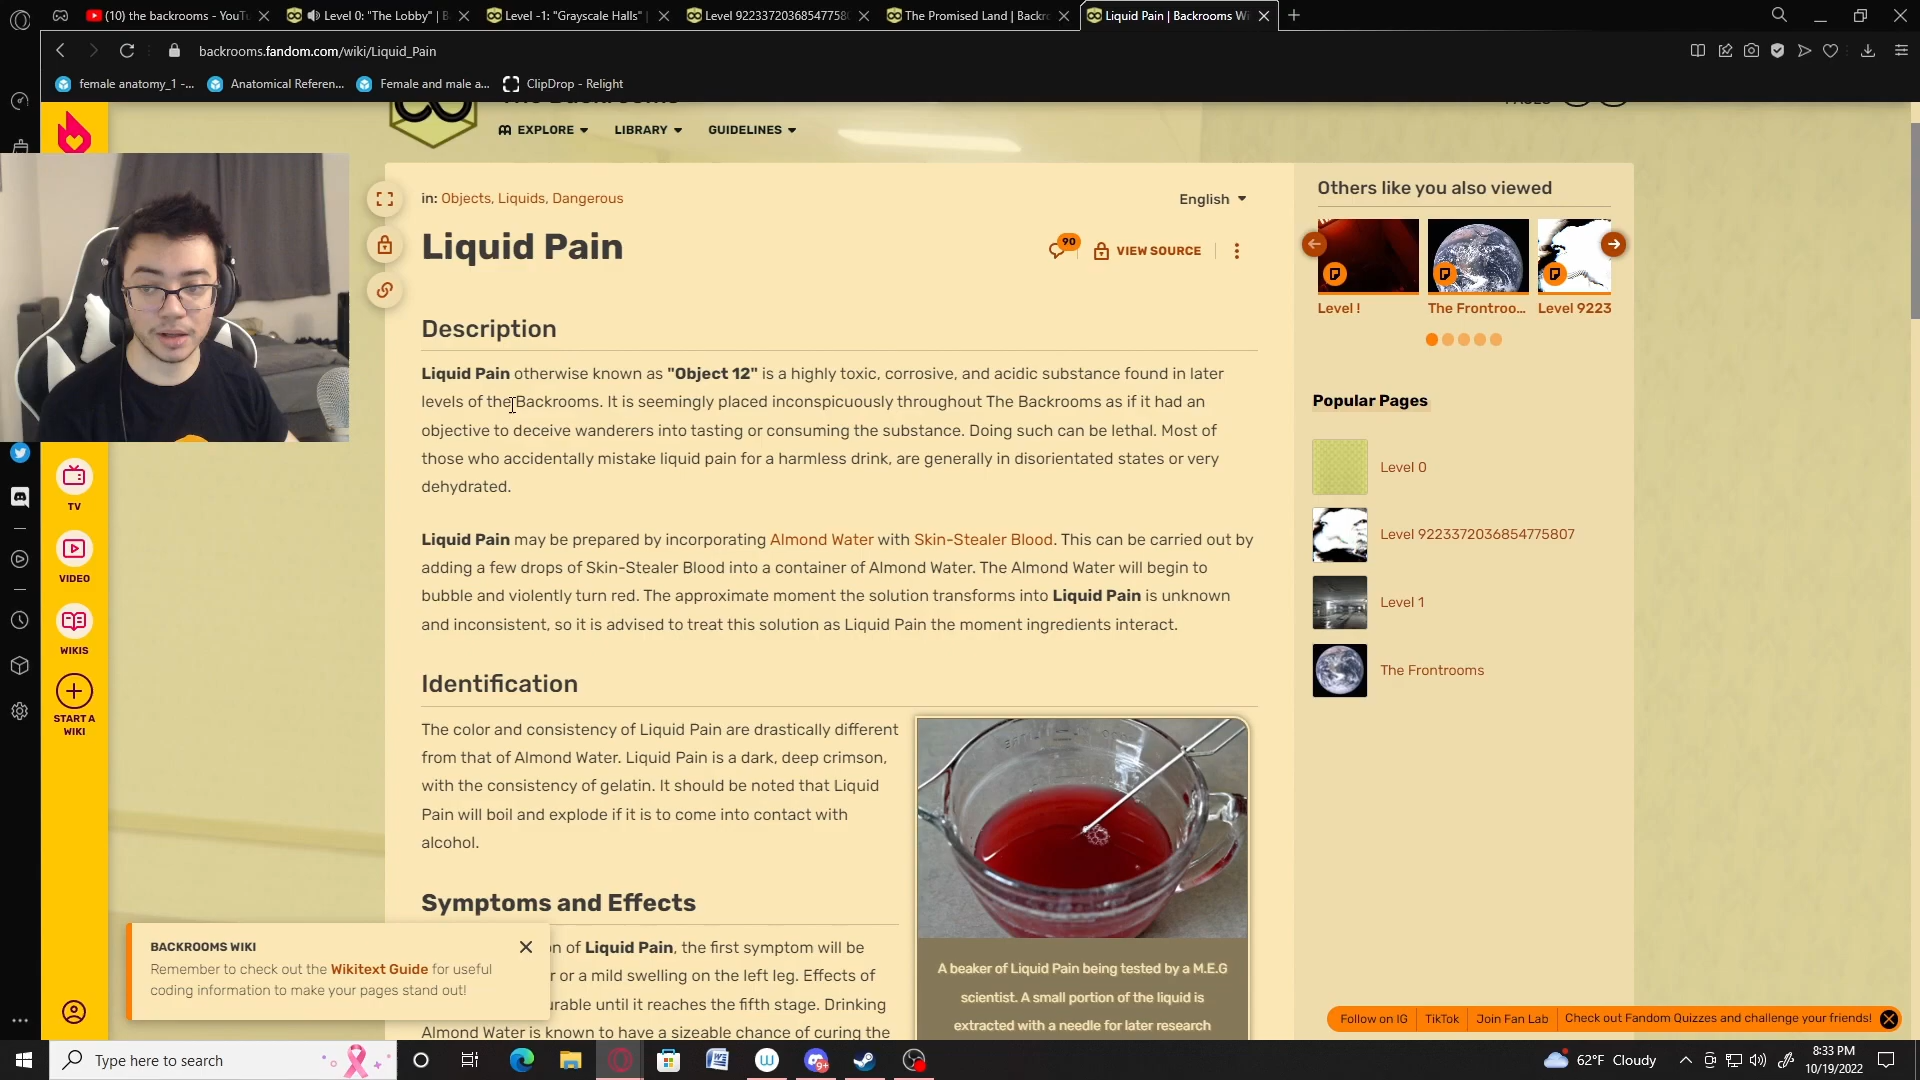 (10) the backrooms - YouTu
Level 0: "The Lobby" | B
Level -1: "Grayscale Halls" |
Level 92233720368547758
The Promised Land | Backro
Liquid Pain | Backrooms Wi
backrooms.fandom.com/wiki/Liquid_Pain
female anatomy_1 -...
Anatomical Referen...
Female and male a...
ClipDrop - Relight
EXPLORE
LIBRARY
GUIDELINES
in: Objects, Liquids, Dangerous
English
Liquid Pain
90
VIEW SOURCE
Description
Liquid Pain otherwise known as "Object 12" is a highly toxic, corrosive, and acidic substance found in later
levels of the Backrooms. It is seemingly placed inconspicuously throughout The Backrooms as if it had an
objective to deceive wanderers into tasting or consuming the substance. Doing such can be lethal. Most of
those who accidentally mistake liquid pain for a harmless drink, are generally in disorientated states or very
dehydrated.
Liquid Pain may be prepared by incorporating Almond Water with Skin-Stealer Blood. This can be carried out by
adding a few drops of Skin-Stealer Blood into a container of Almond Water. The Almond Water will begin to
bubble and violently turn red. The approximate moment the solution transforms into Liquid Pain is unknown
and inconsistent, so it is advised to treat this solution as Liquid Pain the moment ingredients interact.
Identification
The color and consistency of Liquid Pain are drastically different
from that of Almond Water. Liquid Pain is a dark, deep crimson,
with the consistency of gelatin. It should be noted that Liquid
Pain will boil and explode if it is to come into contact with
alcohol.
Symptoms and Effects
n of Liquid Pain, the first symptom will be
r or a mild swelling on the left leg. Effects of
urable until it reaches the fifth stage. Drinking
Almond Water is known to have a sizeable chance of curing the
A beaker of Liquid Pain being tested by a M.E.G
scientist. A small portion of the liquid is
extracted with a needle for later research
Others like you also viewed
Level !
The Frontroo...
Level 9223
Popular Pages
Level 0
Level 9223372036854775807
Level 1
The Frontrooms
TV
VIDEO
WIKIS
START A
WIKI
BACKROOMS WIKI
Remember to check out the Wikitext Guide for useful
coding information to make your pages stand out!
Follow on IG
TikTok
Join Fan Lab
Check out Fandom Quizzes and challenge your friends!
Type here to search
9+
62°F Cloudy
8:33 PM
10/19/2022